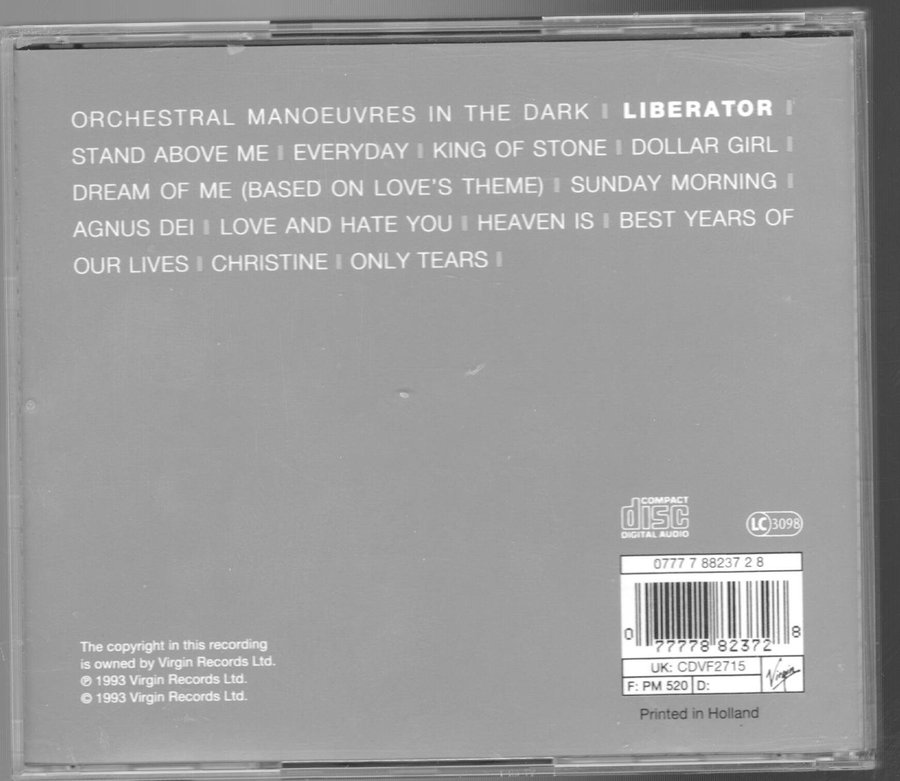 ORCHESTRAL MANOEUVRES IN THE DARK | LIBERATOR |
STAND ABOVE ME | EVERYDAY | KING OF STONE | DOLLAR GIRL |
DREAM OF ME (BASED ON LOVE'S THEME) | SUNDAY MORNING |
AGNUS DEI | LOVE AND HATE YOU | HEAVEN IS | BEST YEARS OF
OUR LIVES | CHRISTINE | ONLY TEARS |
COMPACT
disc
DIGITAL AUDIO
LC 3098
0777 7 88237 2 8
0 77778 82372 8
UK: CDVF2715
F: PM 520 D:
Virgin
Printed in Holland
The copyright in this recording
is owned by Virgin Records Ltd.
℗ 1993 Virgin Records Ltd.
© 1993 Virgin Records Ltd.